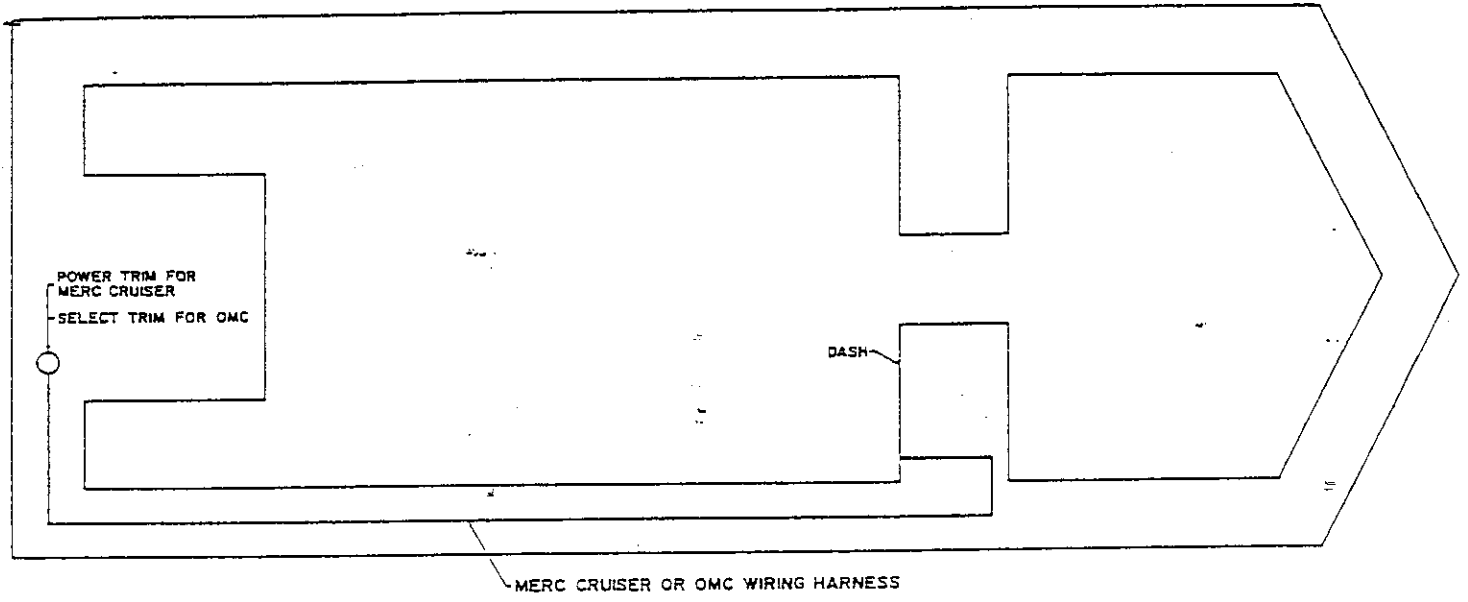 POWER TRIM FOR
MERC CRUISER
SELECT TRIM FOR OMC
DASH
MERC CRUISER OR OMC WIRING HARNESS